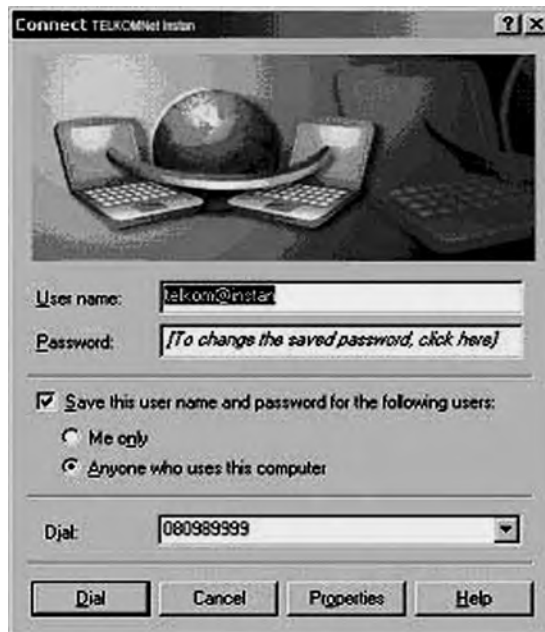 Connect TELKOMNet Instan
User name: telkom@instan
Password: [To change the saved password, click here]
Save this user name and password for the following users:
Me only
Anyone who uses this computer
Dial: 080989999
Dial Cancel Properties Help